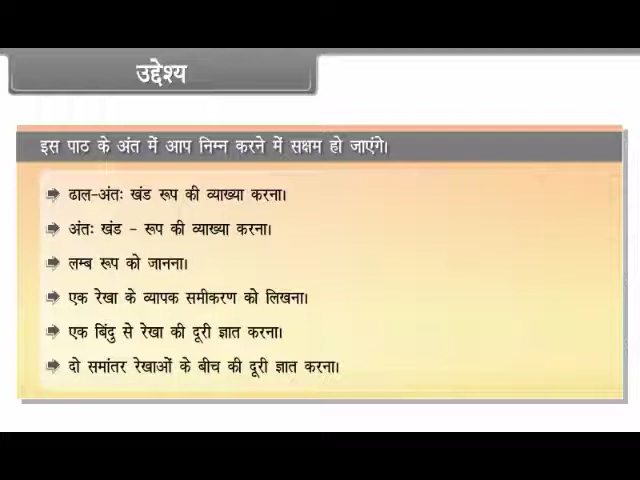 उद्देश्य
इस पाठ के अंत में आप निम्न करने में सक्षम हो जाएंगे।
ढाल-अंतः खंड रूप की व्याख्या करना।
अंतः खंड - रूप की व्याख्या करना।
लम्ब रूप को जानना।
एक रेखा के व्यापक समीकरण को लिखना।
एक बिंदु से रेखा की दूरी ज्ञात करना।
दो समांतर रेखाओं के बीच की दूरी ज्ञात करना।